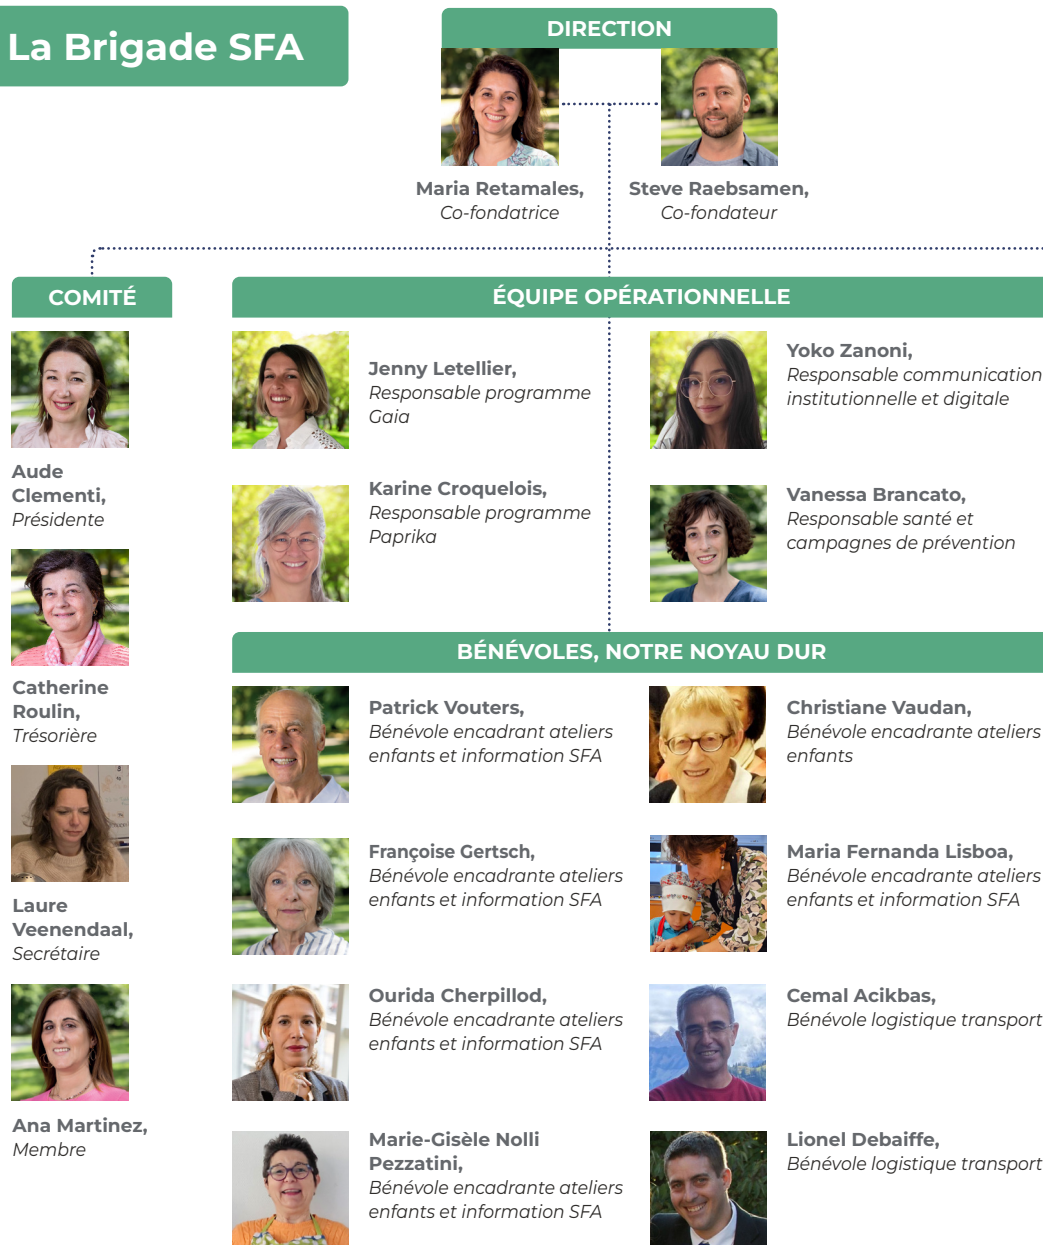 La Brigade SFA
DIRECTION
Maria Retamales,
Co-fondatrice
Steve Raebsamen,
Co-fondateur
COMITÉ
Aude
Clementi,
Présidente
Catherine
Roulin,
Trésorière
Laure
Veenendaal,
Secrétaire
Ana Martinez,
Membre
ÉQUIPE OPÉRATIONNELLE
Jenny Letellier,
Responsable programme
Gaia
Yoko Zanoni,
Responsable communication
institutionnelle et digitale
Karine Croquelois,
Responsable programme
Paprika
Vanessa Brancato,
Responsable santé et
campagnes de prévention
BÉNÉVOLES, NOTRE NOYAU DUR
Patrick Vouters,
Bénévole encadrant ateliers
enfants et information SFA
Christiane Vaudan,
Bénévole encadrante ateliers
enfants
Françoise Gertsch,
Bénévole encadrante ateliers
enfants et information SFA
Maria Fernanda Lisboa,
Bénévole encadrante ateliers
enfants et information SFA
Ourida Cherpillod,
Bénévole encadrante ateliers
enfants et information SFA
Cemal Acikbas,
Bénévole logistique transport
Marie-Gisèle Nolli
Pezzatini,
Bénévole encadrante ateliers
enfants et information SFA
Lionel Debaiffe,
Bénévole logistique transport